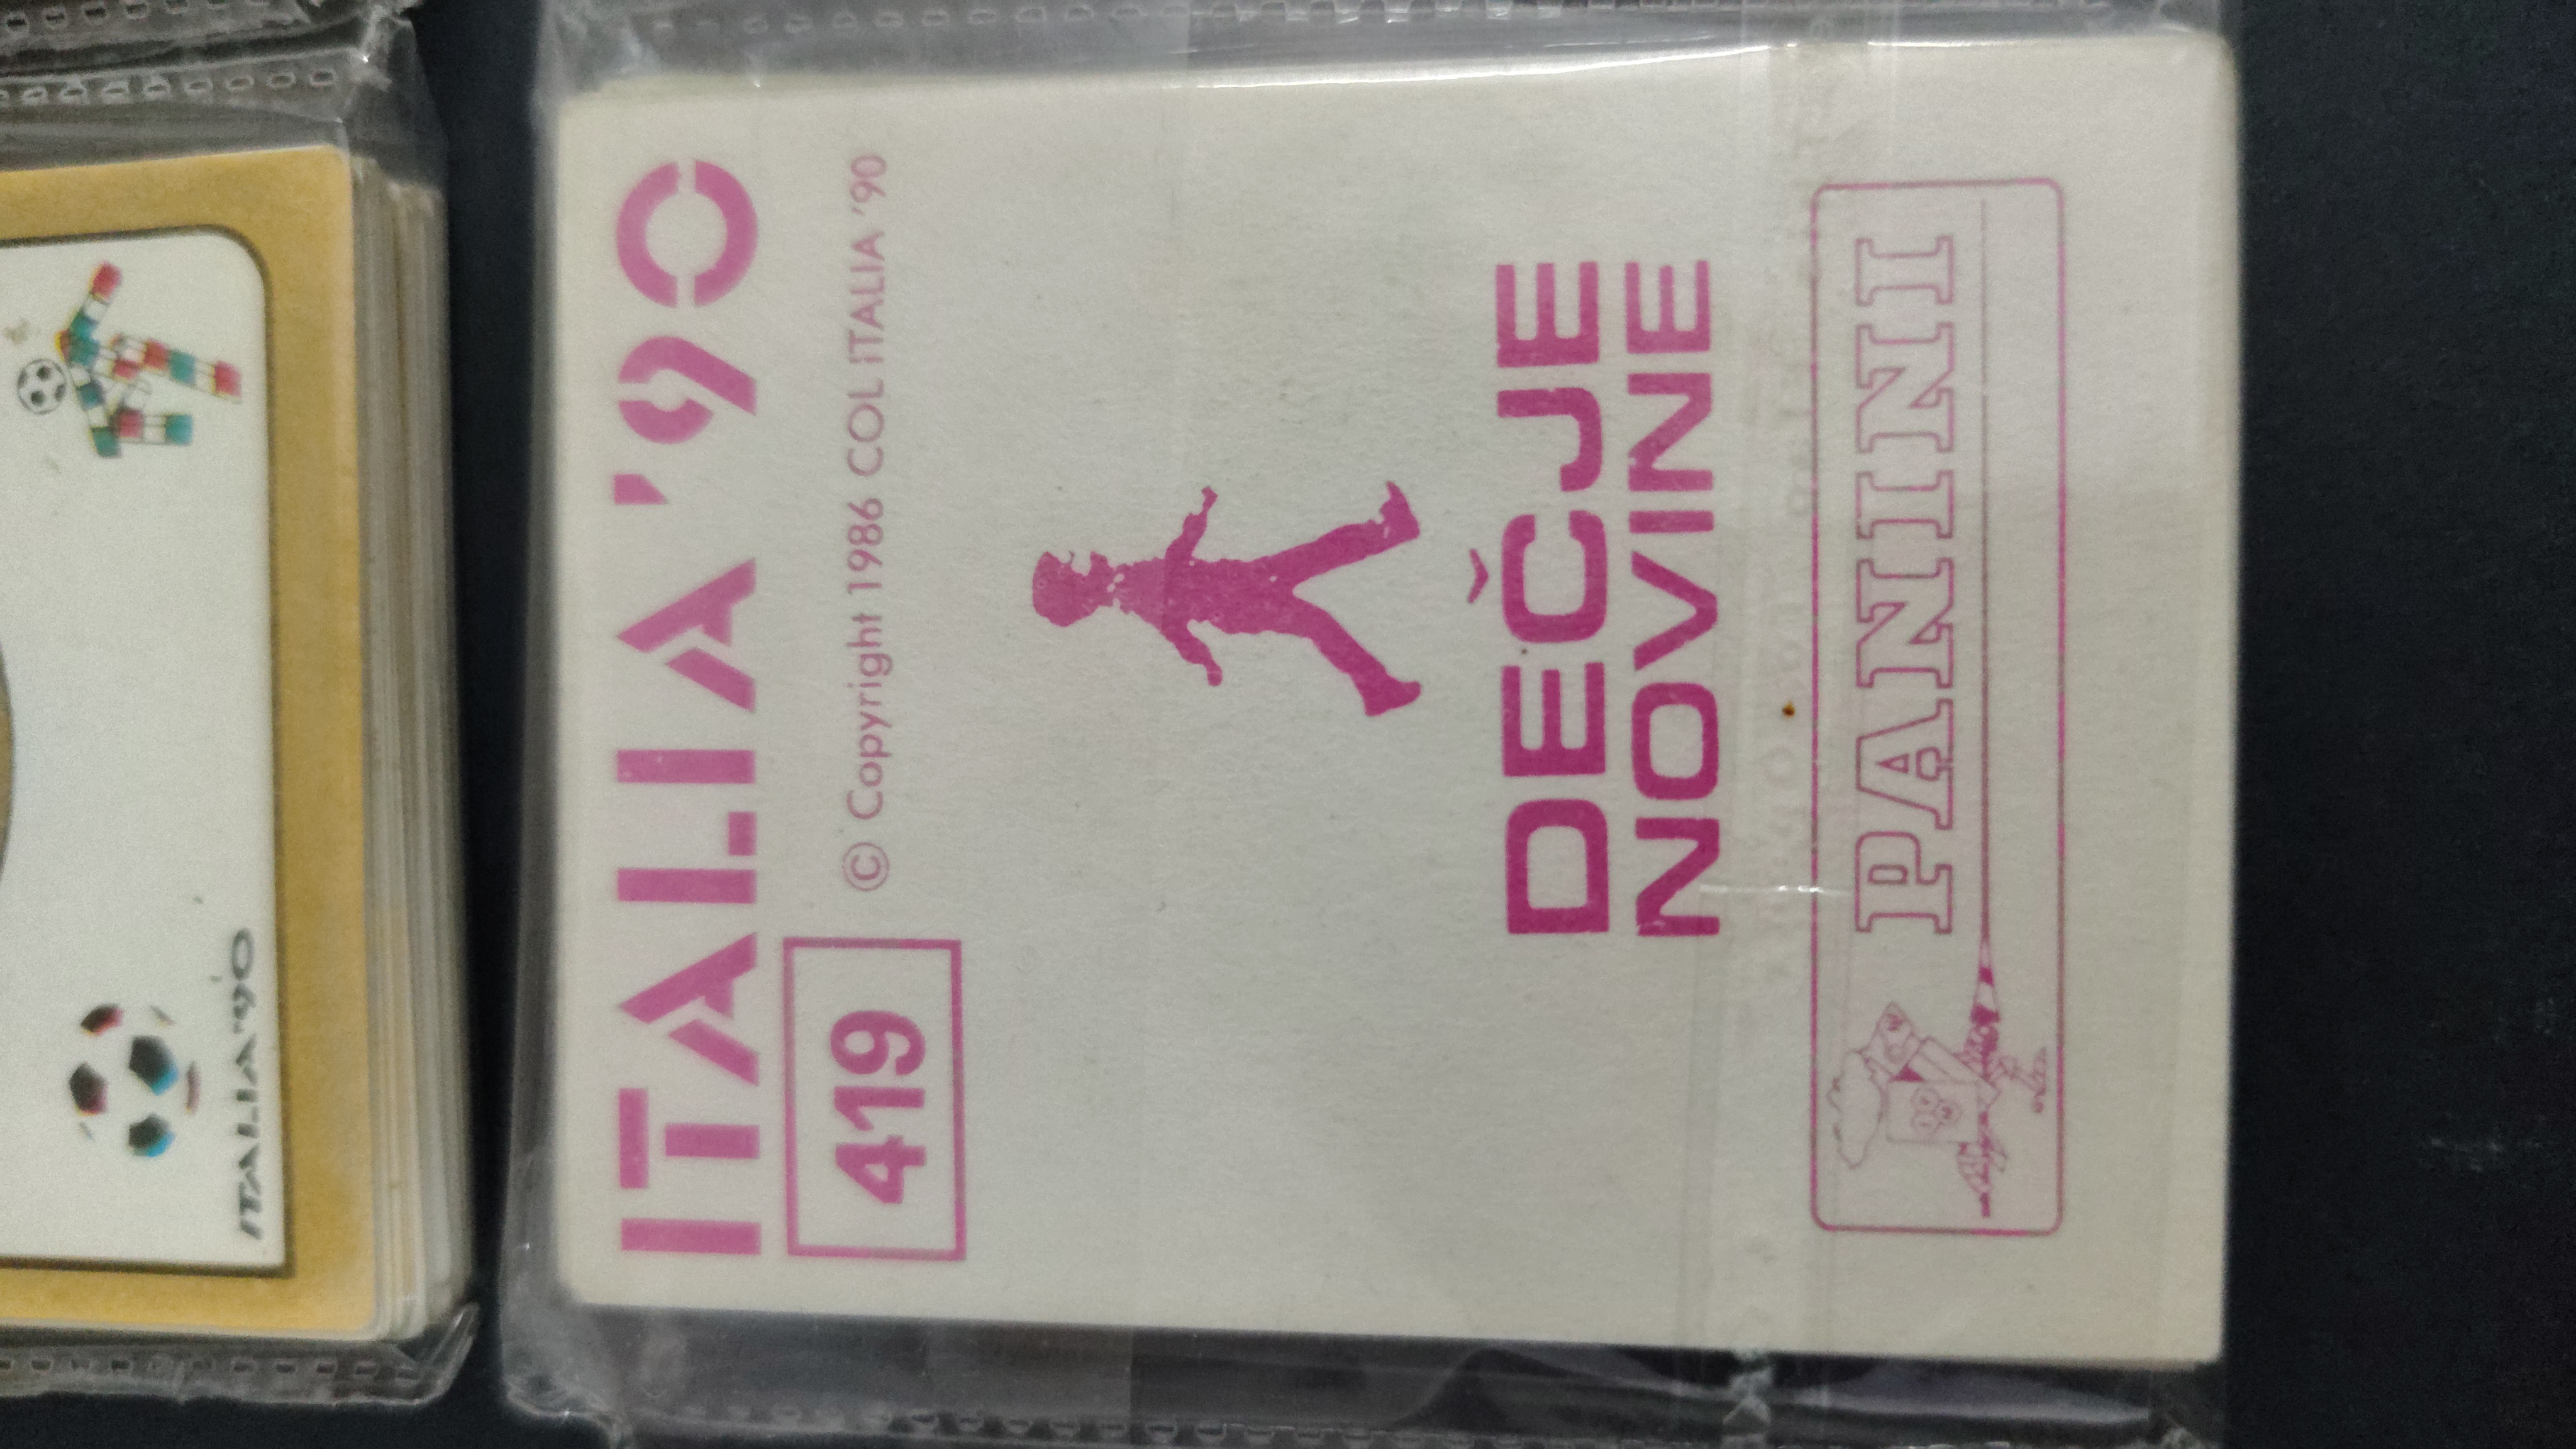 ITALIA'90
ITALIA '90
419
© Copyright 1986 COL ITALIA '90
DEČJE
NOVINE
PANINI